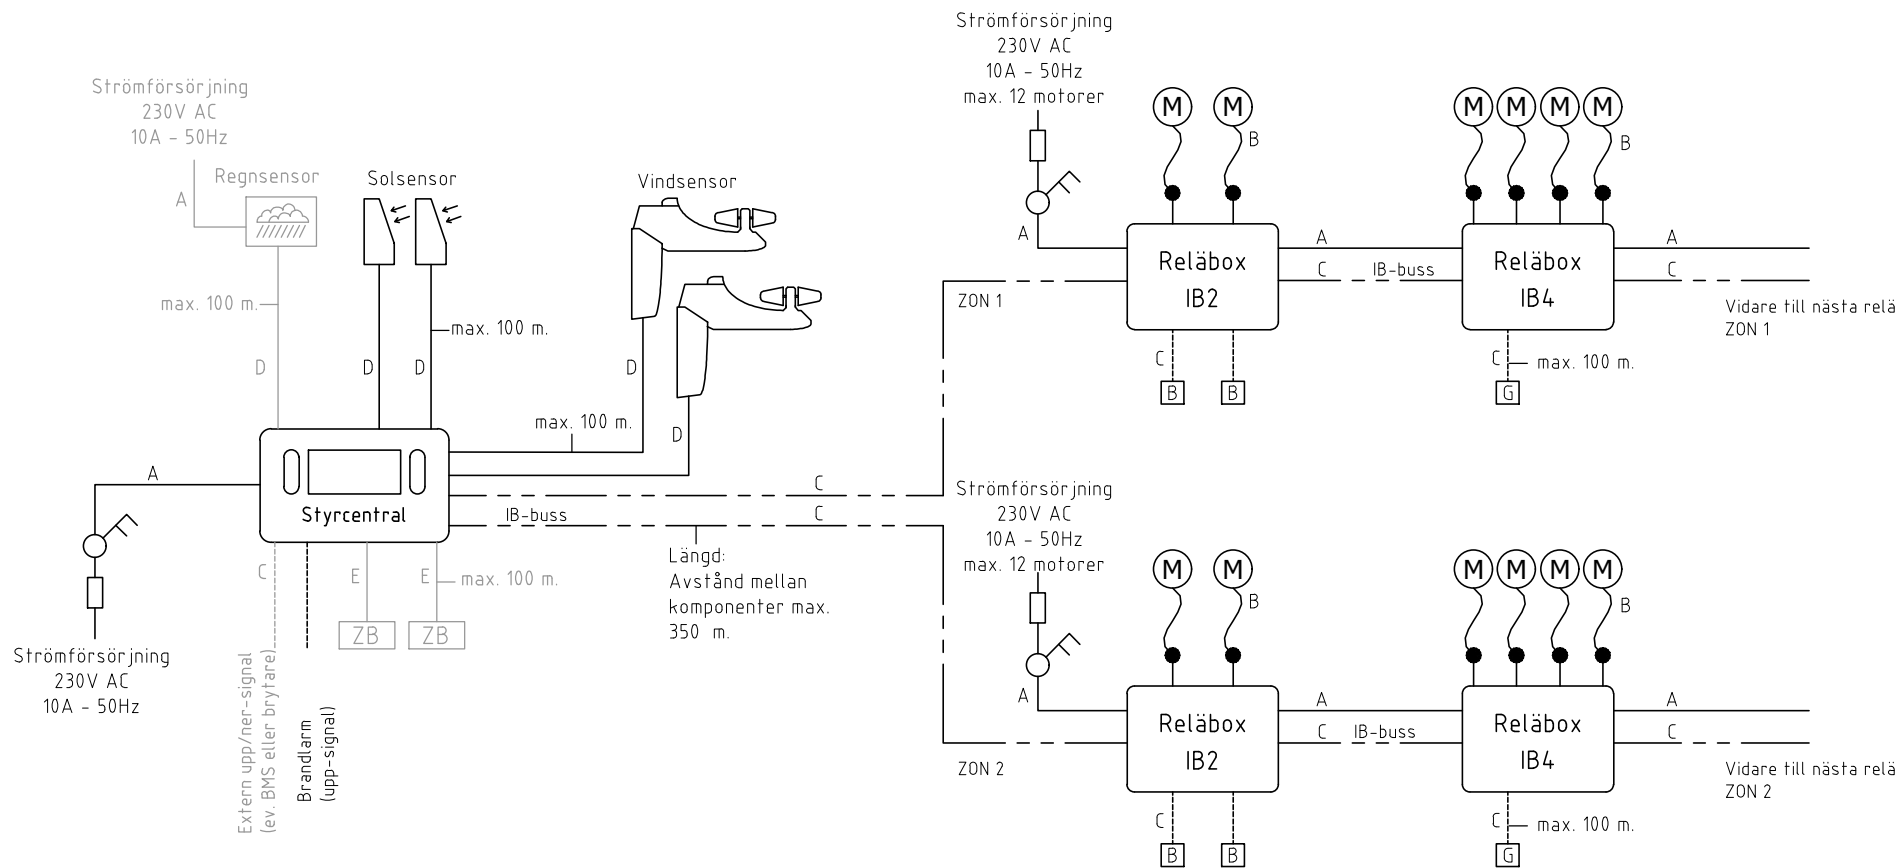 Strömförsörjning
230V AC
10A - 50Hz
A
Regnsensor
max. 100 m.
D
Solsensor
max. 100 m.
D
D
Vindsensor
D
D
max. 100 m.
A
Styrcentral
IB-buss
C
C
Längd:
Avstånd mellan
komponenter max.
350 m.
C
E
E
max. 100 m.
ZB
ZB
Strömförsörjning
230V AC
10A - 50Hz
Extern upp/ner-signal
(ev. BMS eller brytare)
Brandlarm
(upp-signal)
Strömförsörjning
230V AC
10A - 50Hz
max. 12 motorer
M
M
B
M
M
M
M
B
A
Reläbox
IB2
A
C
IB-buss
Reläbox
IB4
A
C
ZON 1
Vidare till nästa relä
ZON 1
C
B
B
C
max. 100 m.
G
Strömförsörjning
230V AC
10A - 50Hz
max. 12 motorer
M
M
B
M
M
M
M
B
A
Reläbox
IB2
A
C
IB-buss
Reläbox
IB4
A
C
ZON 2
Vidare till nästa relä
ZON 2
C
B
B
C
max. 100 m.
G